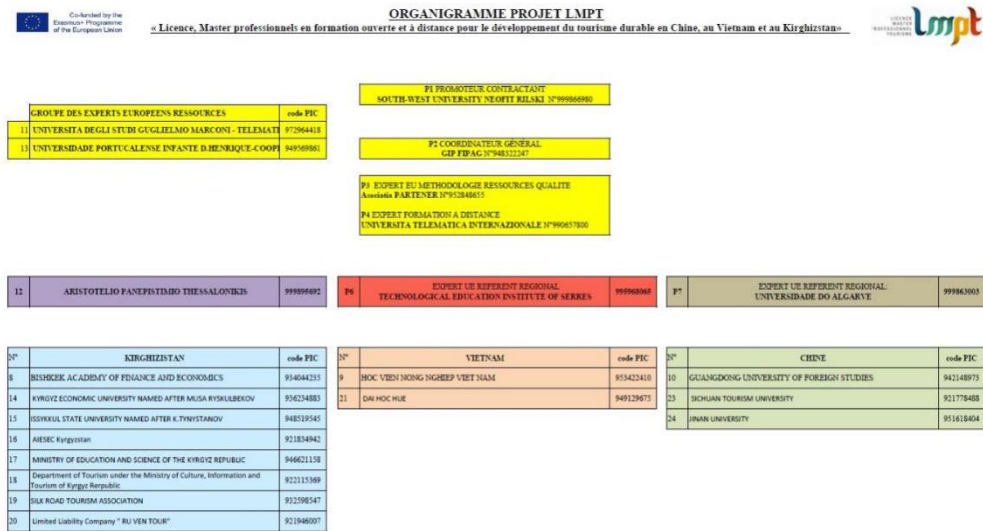 Co-funded by the
Erasmus+ Programme
of the European Union
ORGANIGRAMME PROJET LMPT
« Licence, Master professionnels en formation ouverte et à distance pour le développement du tourisme durable en Chine, au Vietnam et au Kirghizstan»
LICENCE
MASTER
PROFESSIONNELS
TOURISME
lmpt
P1 PROMOTEUR CONTRACTANT
SOUTH-WEST UNIVERSITY NEOFIT RILSKI N°999866980
GROUPE DES EXPERTS EUROPEENS RESSOURCES code PIC
11 UNIVERSITA DEGLI STUDI GUGLIELMO MARCONI - TELEMATI 972964418
13 UNIVERSIDADE PORTUCALENSE INFANTE D.HENRIQUE-COOPI 949569861
P2 COORDINATEUR GÉNÉRAL
GIP FIPAG N°948322247
P3 EXPERT EU METHODOLOGIE RESSOURCES QUALITE
Asociatia PARTENER N°952848655
P4 EXPERT FORMATION A DISTANCE
UNIVERSITA TELEMATICA INTERNAZIONALE N°990657800
12 ARISTOTELIO PANEPISTIMIO THESSALONIKIS 999895692
P6 EXPERT UE REFERENT REGIONAL
TECHNOLOGICAL EDUCATION INSTITUTE OF SERRES 995968065
P7 EXPERT UE REFERENT REGIONAL:
UNIVERSIDADE DO ALGARVE 999863003
N° KIRGHIZISTAN code PIC
8 BISHKEK ACADEMY OF FINANCE AND ECONOMICS 934044235
14 KYRGYZ ECONOMIC UNIVERSITY NAMED AFTER MUSA RYSKULBEKOV 936234883
15 ISSYKKUL STATE UNIVERSITY NAMED AFTER K.TYNYSTANOV 948519545
16 AIESEC Kyrgyzstan 921834942
17 MINISTRY OF EDUCATION AND SCIENCE OF THE KYRGYZ REPUBLIC 946621158
18 Department of Tourism under the Ministry of Culture, Information and
Tourism of Kyrgyz Rerpublic 922115369
19 SILK ROAD TOURISM ASSOCIATION 932598547
20 Limited Liability Company " RU VEN TOUR" 921946007
N° VIETNAM code PIC
9 HOC VIEN NONG NGHIEP VIET NAM 953422410
21 DAI HOC HUE 949129675
N° CHINE code PIC
10 GUANGDONG UNIVERSITY OF FOREIGN STUDIES 942148973
23 SICHUAN TOURISM UNIVERSITY 921778488
24 JINAN UNIVERSITY 951618404